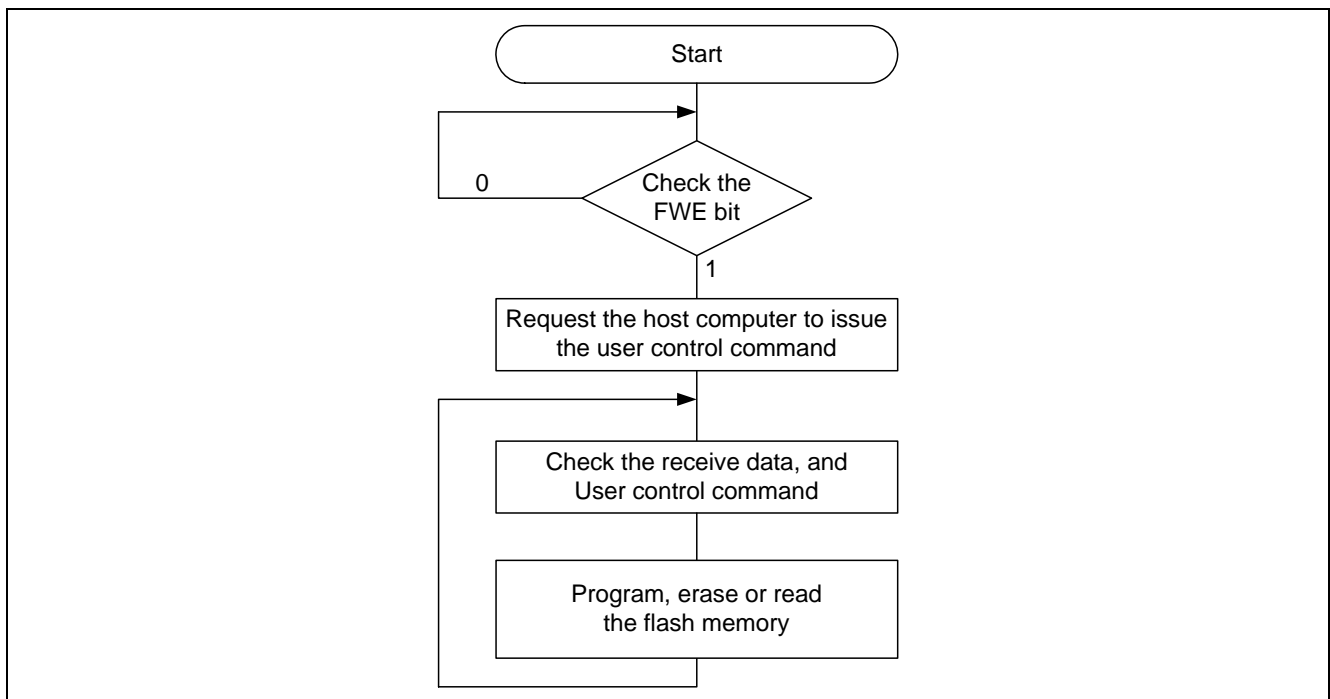 Start
Check the
FWE bit
0
1
Request the host computer to issue
the user control command
Check the receive data, and
User control command
Program, erase or read
the flash memory